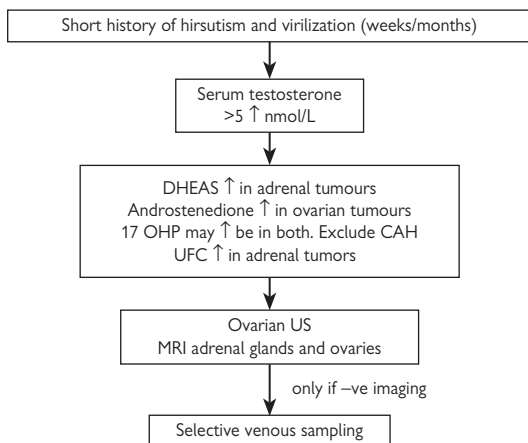 Short history of hirsutism and virilization (weeks/months)
Serum testosterone
>5 ↑ nmol/L
DHEAS ↑ in adrenal tumours
Androstenedione ↑ in ovarian tumours
17 OHP may ↑ be in both. Exclude CAH
UFC ↑ in adrenal tumors
Ovarian US
MRI adrenal glands and ovaries
only if –ve imaging
Selective venous sampling